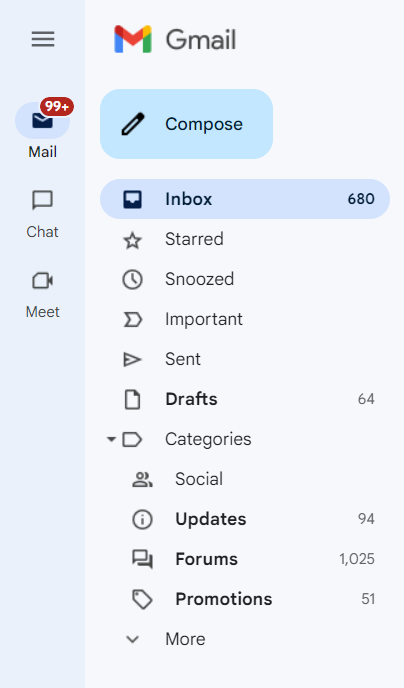 Gmail
99+
Mail
Chat
Meet
Compose
Inbox 680
Starred
Snoozed
Important
Sent
Drafts 64
Categories
Social
Updates 94
Forums 1,025
Promotions 51
More